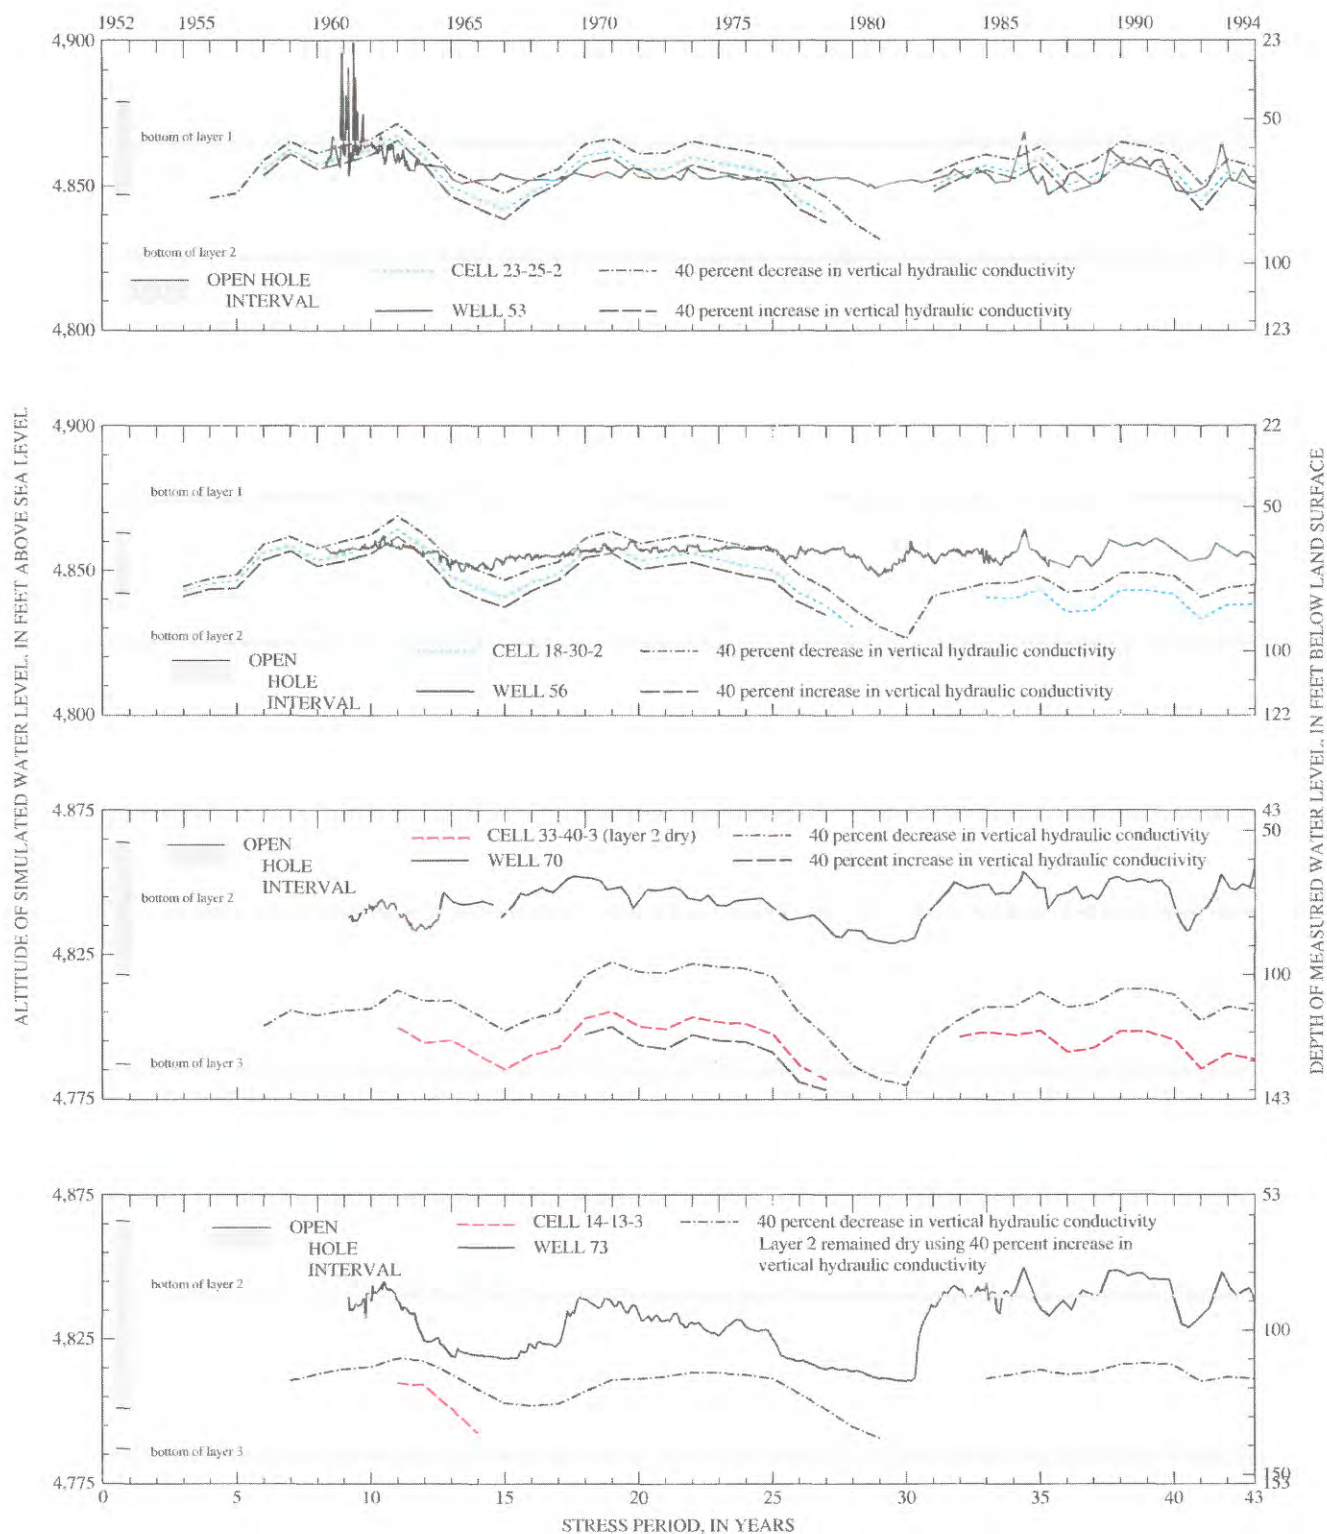 1952 1955 1960 1965 1970 1975 1980 1985 1990 1994
4,900 23
bottom of layer 1 50
4,850
bottom of layer 2
OPEN HOLE INTERVAL CELL 23-25-2 40 percent decrease in vertical hydraulic conductivity 100
WELL 53 40 percent increase in vertical hydraulic conductivity
4,800 123
ALTITUDE OF SIMULATED WATER LEVEL, IN FEET ABOVE SEA LEVEL
DEPTH OF MEASURED WATER LEVEL, IN FEET BELOW LAND SURFACE
4,900 22
bottom of layer 1 50
4,850
bottom of layer 2
OPEN HOLE INTERVAL CELL 18-30-2 40 percent decrease in vertical hydraulic conductivity 100
WELL 56 40 percent increase in vertical hydraulic conductivity
4,800 122
4,875 43
OPEN HOLE INTERVAL CELL 33-40-3 (layer 2 dry) 40 percent decrease in vertical hydraulic conductivity 50
WELL 70 40 percent increase in vertical hydraulic conductivity
bottom of layer 2
4,825 100
bottom of layer 3
4,775 143
4,875 53
OPEN HOLE INTERVAL CELL 14-13-3 40 percent decrease in vertical hydraulic conductivity
WELL 73 Layer 2 remained dry using 40 percent increase in
vertical hydraulic conductivity
bottom of layer 2
4,825 100
bottom of layer 3 150
4,775 153
0 5 10 15 20 25 30 35 40 43
STRESS PERIOD, IN YEARS